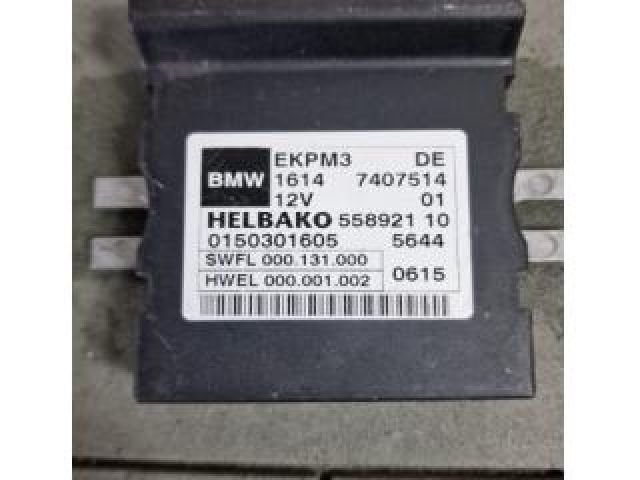 BMW EKPM3 DE
1614 7407514
12V 01
HELBAKO 558921 10
0150301605 5644
SWFL 000.131.000
HWEL 000.001.002 0615